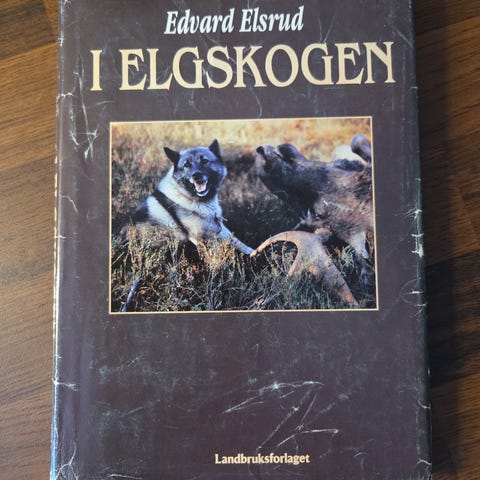 Edvard Elsrud
I ELGSKOGEN
Landbruksforlaget